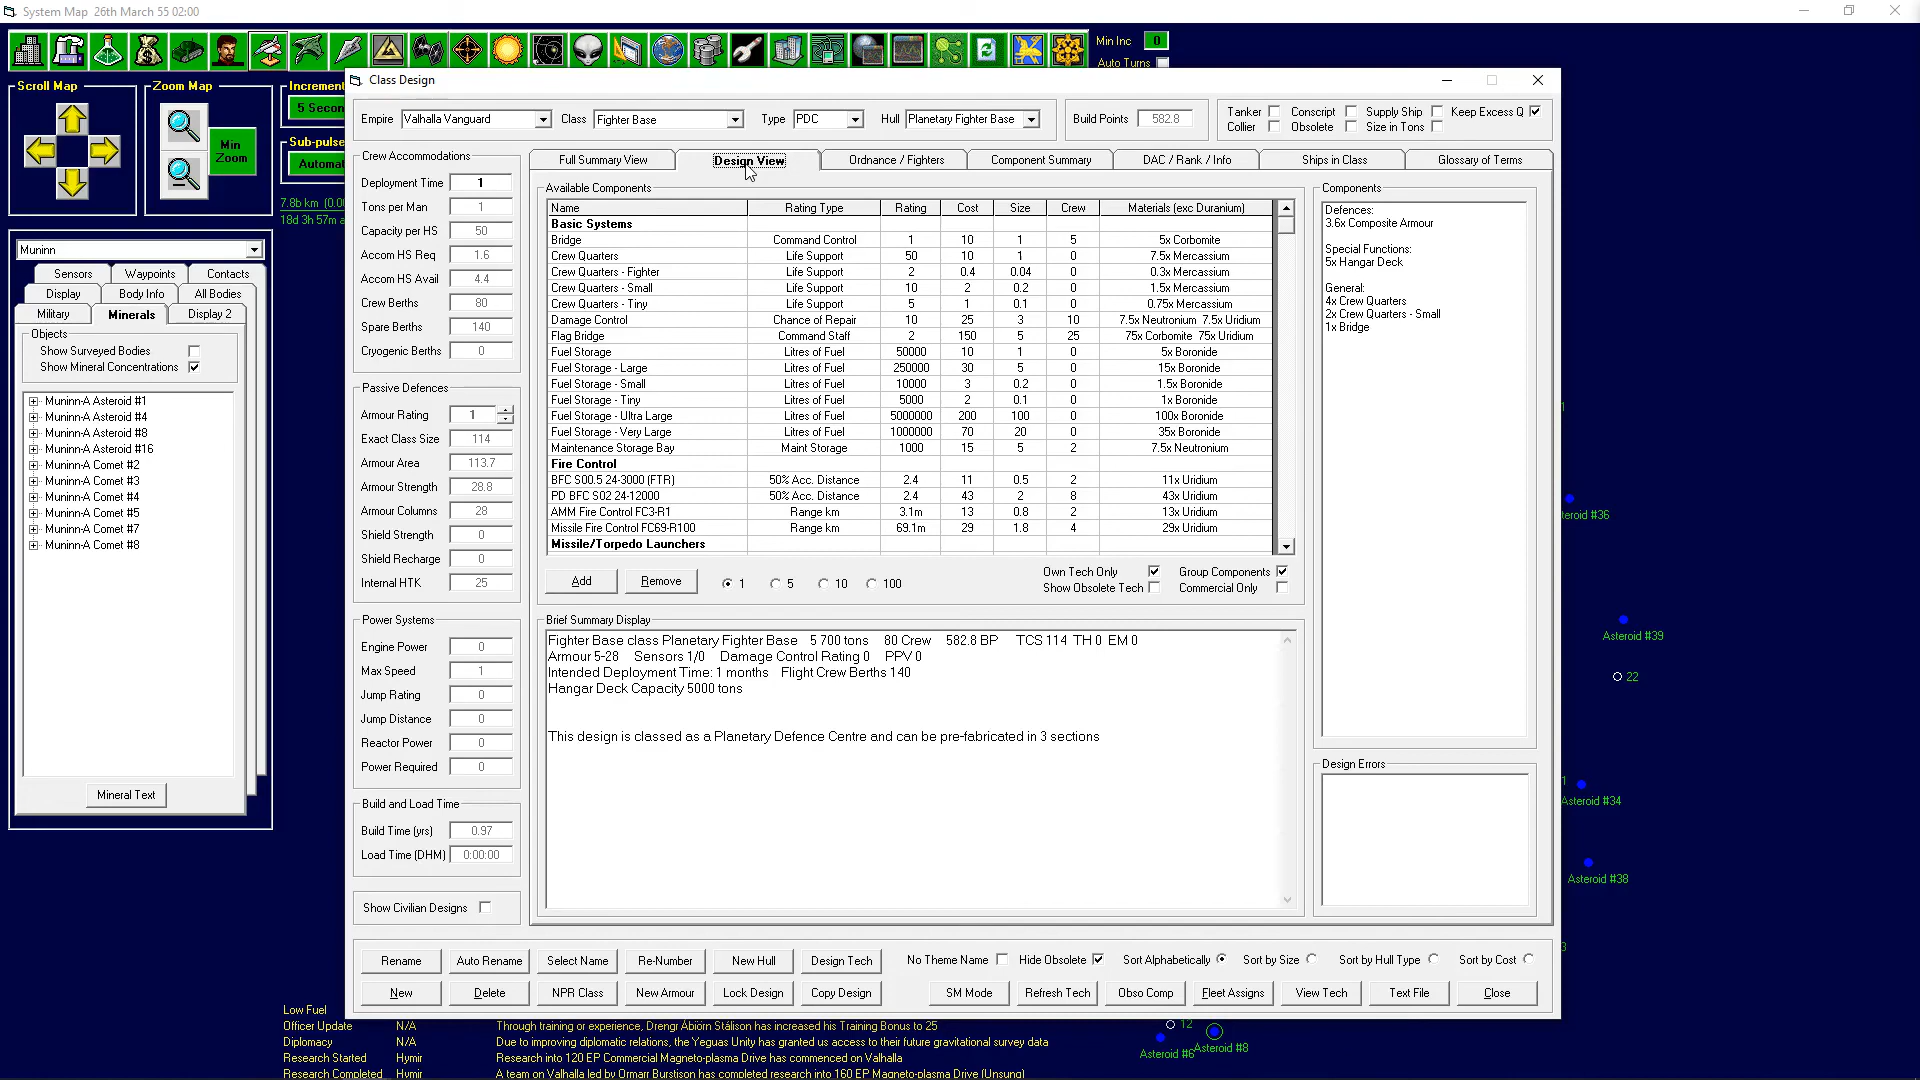 System Map 26th March 55 02:00
Min Inc 0
Auto Turns
Scroll Map
Zoom Map
Min Zoom
Increment
5 Secon
Sub-pulse
Automat
7.8b km (0.0
18d 3h 57m a
Muninn
Sensors Waypoints Contacts
Display Body Info All Bodies
Military Minerals Display 2
Objects
Show Surveyed Bodies
Show Mineral Concentrations
Muninn-A Asteroid #1
Muninn-A Asteroid #4
Muninn-A Asteroid #8
Muninn-A Asteroid #16
Muninn-A Comet #2
Muninn-A Comet #3
Muninn-A Comet #4
Muninn-A Comet #5
Muninn-A Comet #7
Muninn-A Comet #8
Mineral Text
Class Design
Empire Valhalla Vanguard Class Fighter Base Type PDC Hull Planetary Fighter Base Build Points 582.8
Tanker Conscript Supply Ship Keep Excess Q
Collier Obsolete Size in Tons
Crew Accommodations
Deployment Time 1
Tons per Man 1
Capacity per HS 50
Accom HS Req 1.6
Accom HS Avail 4.4
Crew Berths 80
Spare Berths 140
Cryogenic Berths 0
Passive Defences
Armour Rating 1
Exact Class Size 114
Armour Area 113.7
Armour Strength 28.8
Armour Columns 28
Shield Strength 0
Shield Recharge 0
Internal HTK 25
Power Systems
Engine Power 0
Max Speed 1
Jump Rating 0
Jump Distance 0
Reactor Power 0
Power Required 0
Build and Load Time
Build Time (yrs) 0.97
Load Time (DHM) 0:00:00
Show Civilian Designs
Full Summary View Design View Ordnance / Fighters Component Summary DAC / Rank / Info Ships in Class Glossary of Terms
Available Components
Name Rating Type Rating Cost Size Crew Materials (exc Duranium)
Basic Systems
Bridge Command Control 1 10 1 5 5x Corbomite
Crew Quarters Life Support 50 10 1 0 7.5x Mercassium
Crew Quarters - Fighter Life Support 2 0.4 0.04 0 0.3x Mercassium
Crew Quarters - Small Life Support 10 2 0.2 0 1.5x Mercassium
Crew Quarters - Tiny Life Support 5 1 0.1 0 0.75x Mercassium
Damage Control Chance of Repair 10 25 3 10 7.5x Neutronium 7.5x Uridium
Flag Bridge Command Staff 2 150 5 25 75x Corbomite 75x Uridium
Fuel Storage Litres of Fuel 50000 10 1 0 5x Boronide
Fuel Storage - Large Litres of Fuel 250000 30 5 0 15x Boronide
Fuel Storage - Small Litres of Fuel 10000 3 0.2 0 1.5x Boronide
Fuel Storage - Tiny Litres of Fuel 5000 2 0.1 0 1x Boronide
Fuel Storage - Ultra Large Litres of Fuel 5000000 200 100 0 100x Boronide
Fuel Storage - Very Large Litres of Fuel 1000000 70 20 0 35x Boronide
Maintenance Storage Bay Maint Storage 1000 15 5 2 7.5x Neutronium
Fire Control
BFC S00.5 24-3000 (FTR) 50% Acc. Distance 2.4 11 0.5 2 11x Uridium
PD BFC S02 24-12000 50% Acc. Distance 2.4 43 2 8 43x Uridium
AMM Fire Control FC3-R1 Range km 3.1m 13 0.8 2 13x Uridium
Missile Fire Control FC69-R100 Range km 69.1m 29 1.8 4 29x Uridium
Missile/Torpedo Launchers
Add Remove 1 5 10 100
Own Tech Only Group Components
Show Obsolete Tech Commercial Only
Brief Summary Display
Fighter Base class Planetary Fighter Base 5 700 tons 80 Crew 582.8 BP TCS 114 TH 0 EM 0
Armour 5-28 Sensors 1/0 Damage Control Rating 0 PPV 0
Intended Deployment Time: 1 months Flight Crew Berths 140
Hangar Deck Capacity 5000 tons
This design is classed as a Planetary Defence Centre and can be pre-fabricated in 3 sections
Components
Defences:
3.6x Composite Armour
Special Functions:
5x Hangar Deck
General:
4x Crew Quarters
2x Crew Quarters - Small
1x Bridge
Design Errors
Rename Auto Rename Select Name Re-Number New Hull Design Tech No Theme Name Hide Obsolete Sort Alphabetically Sort by Size Sort by Hull Type Sort by Cost
New Delete NPR Class New Armour Lock Design Copy Design SM Mode Refresh Tech Obso Comp Fleet Assigns View Tech Text File Close
1
teroid #36
Asteroid #39
22
1
Asteroid #34
Asteroid #38
3
12
Asteroid #6
Asteroid #8
Low Fuel
Officer Update N/A Through training or experience, Drengr Abiörn Stálison has increased his Training Bonus to 25
Diplomacy N/A Due to improving diplomatic relations, the Yeguas Unity has granted us access to their future gravitational survey data
Research Started Hymir Research into 120 EP Commercial Magneto-plasma Drive has commenced on Valhalla
Research Completed Hymir A team on Valhalla led by Ormarr Burstison has completed research into 160 EP Magneto-plasma Drive (Unsung)